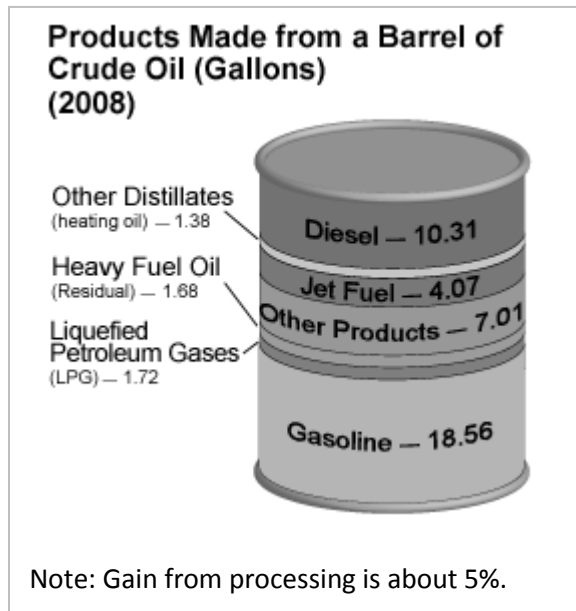 Products Made from a Barrel of
Crude Oil (Gallons)
(2008)
Other Distillates
(heating oil) — 1.38
Diesel — 10.31
Heavy Fuel Oil
(Residual) — 1.68
Jet Fuel — 4.07
Other Products — 7.01
Liquefied
Petroleum Gases
(LPG) — 1.72
Gasoline — 18.56
Note: Gain from processing is about 5%.